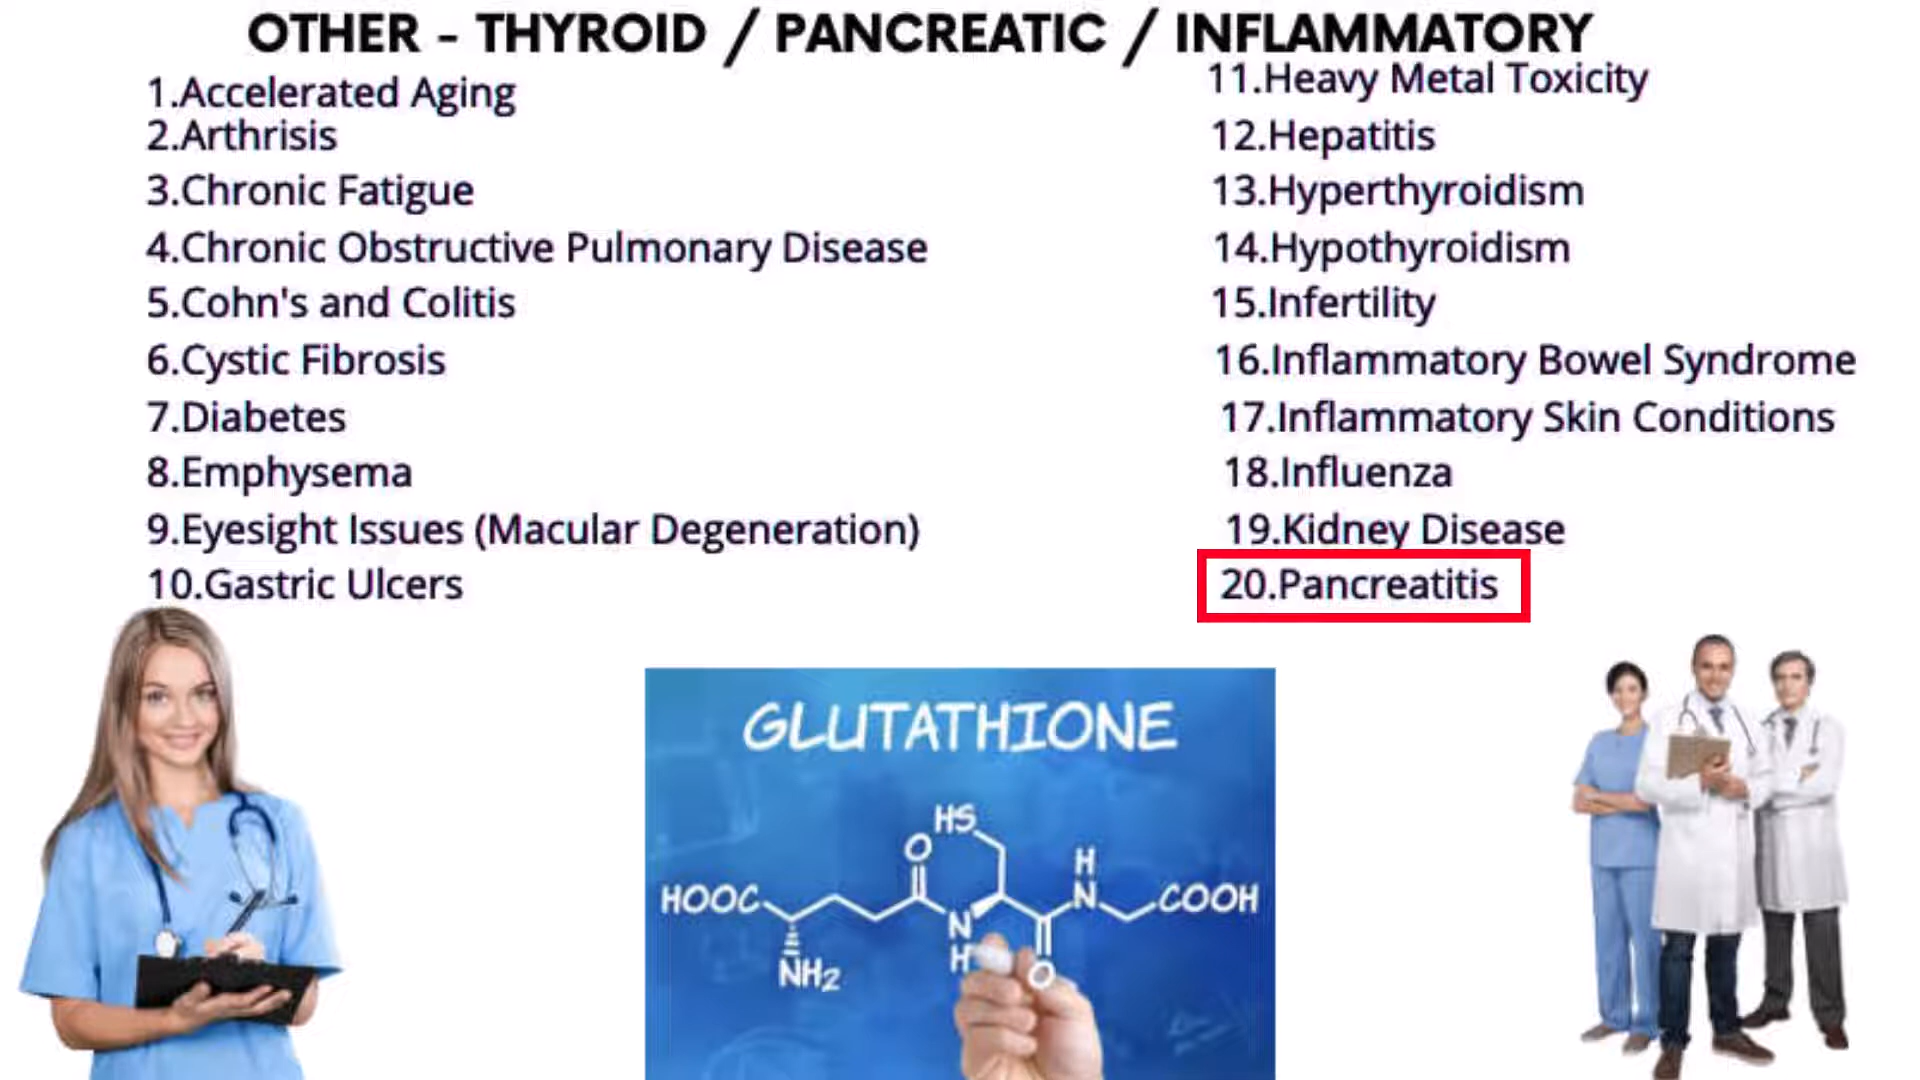 OTHER - THYROID / PANCREATIC / INFLAMMATORY
1.Accelerated Aging
2.Arthrisis
3.Chronic Fatigue
4.Chronic Obstructive Pulmonary Disease
5.Cohn's and Colitis
6.Cystic Fibrosis
7.Diabetes
8.Emphysema
9.Eyesight Issues (Macular Degeneration)
10.Gastric Ulcers
11.Heavy Metal Toxicity
12.Hepatitis
13.Hyperthyroidism
14.Hypothyroidism
15.Infertility
16.Inflammatory Bowel Syndrome
17.Inflammatory Skin Conditions
18.Influenza
19.Kidney Disease
20.Pancreatitis
GLUTATHIONE
HS
O
H
HOOC
N
COOH
N
H
NH2
O